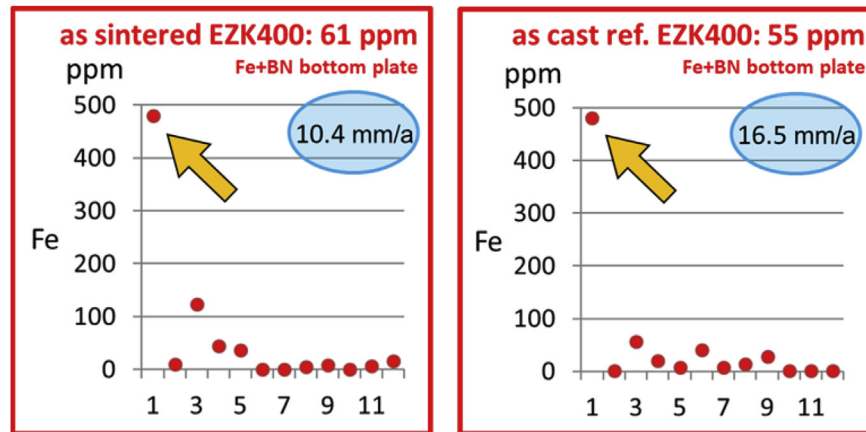 as sintered EZK400: 61 ppm
Fe+BN bottom plate
ppm
500
400
300
200
100
0
Fe
10.4 mm/a
1 3 5 7 9 11
as cast ref. EZK400: 55 ppm
Fe+BN bottom plate
ppm
500
400
300
200
100
0
Fe
16.5 mm/a
1 3 5 7 9 11